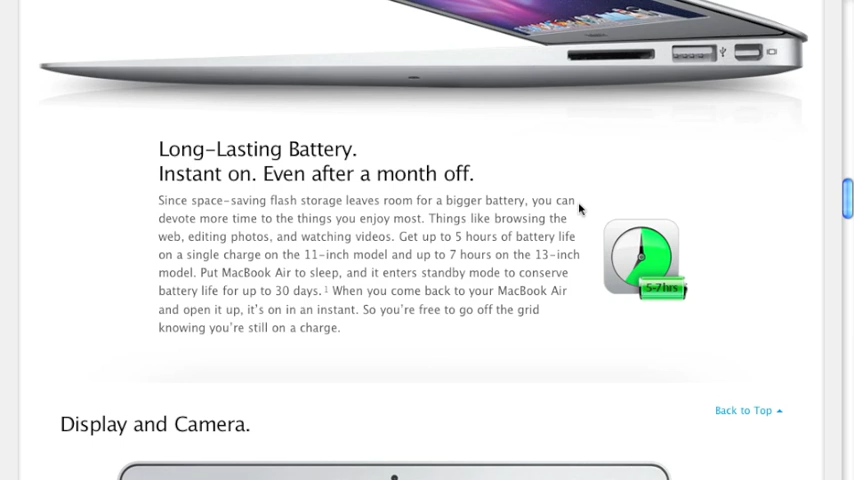 Long-Lasting Battery.
Instant on. Even after a month off.
Since space-saving flash storage leaves room for a bigger battery, you can
devote more time to the things you enjoy most. Things like browsing the
web, editing photos, and watching videos. Get up to 5 hours of battery life
on a single charge on the 11-inch model and up to 7 hours on the 13-inch
model. Put MacBook Air to sleep, and it enters standby mode to conserve
battery life for up to 30 days.¹ When you come back to your MacBook Air
and open it up, it's on in an instant. So you're free to go off the grid
knowing you're still on a charge.
5-7hrs
Back to Top
Display and Camera.